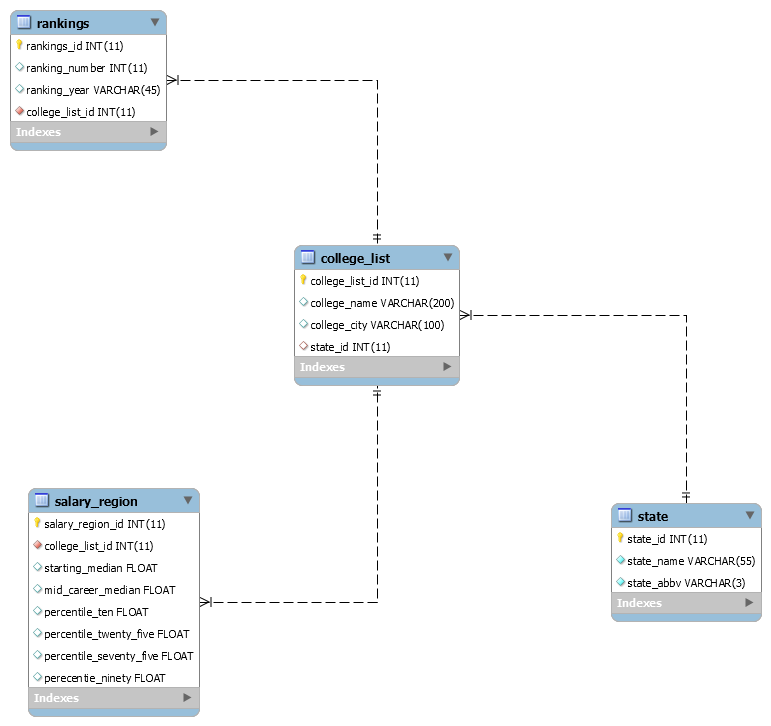 rankings
rankings_id INT(11)
ranking_number INT(11)
ranking_year VARCHAR(45)
college_list_id INT(11)
Indexes
college_list
college_list_id INT(11)
college_name VARCHAR(200)
college_city VARCHAR(100)
state_id INT(11)
Indexes
salary_region
salary_region_id INT(11)
college_list_id INT(11)
starting_median FLOAT
mid_career_median FLOAT
percentile_ten FLOAT
percentile_twenty_five FLOAT
percentile_seventy_five FLOAT
perecentie_ninety FLOAT
Indexes
state
state_id INT(11)
state_name VARCHAR(55)
state_abbv VARCHAR(3)
Indexes